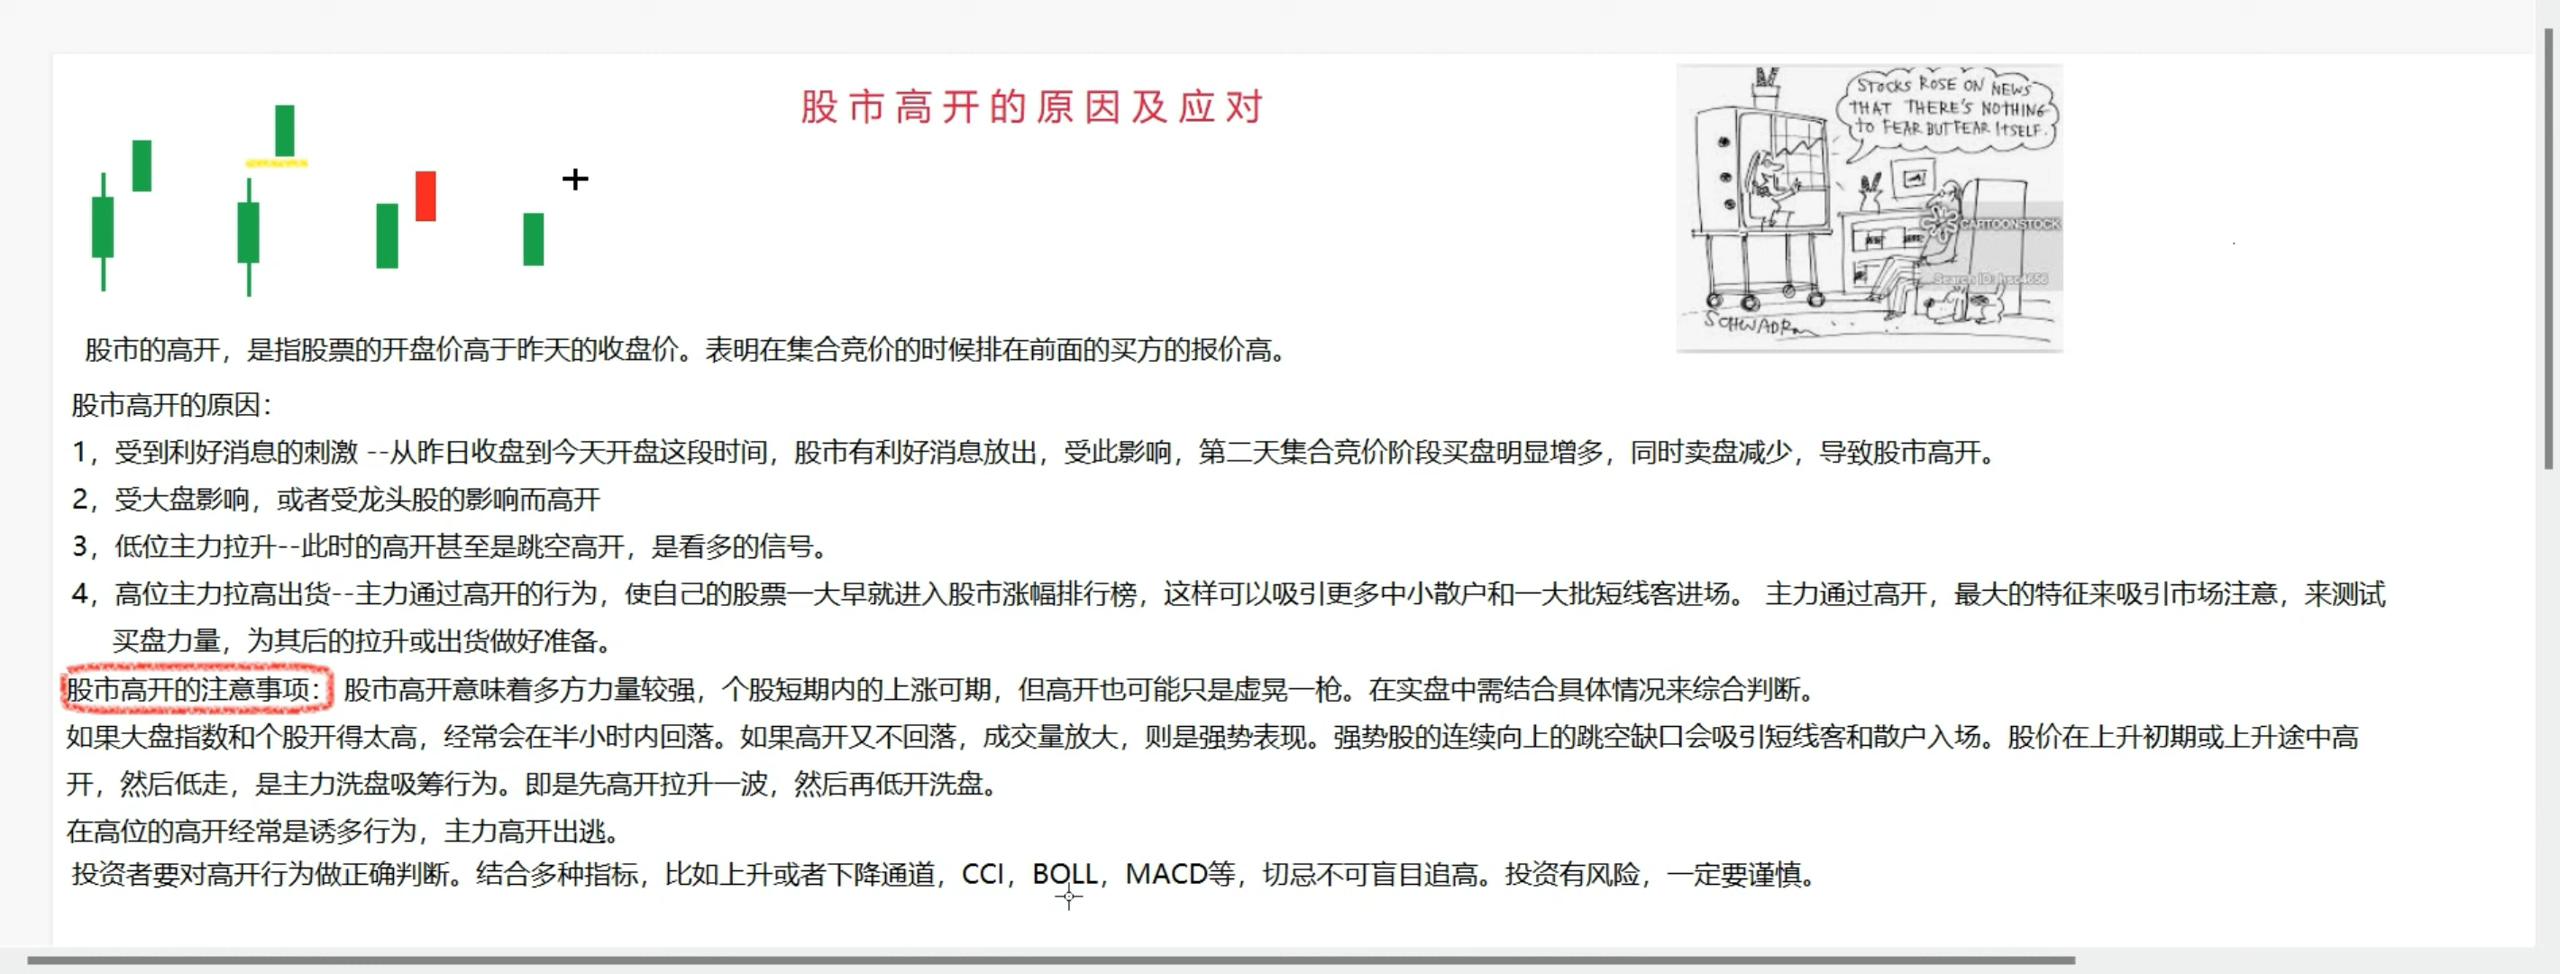 股市高开的原因及应对
STOCKS ROSE ON NEWS
THAT THERE'S NOTHING
TO FEAR BUT FEAR ITSELF.
CARTOONSTOCK
Search ID: hsc4656
SCHWADRON
股市的高开，是指股票的开盘价高于昨天的收盘价。表明在集合竞价的时候排在前面的买方的报价高。
股市高开的原因：
1，受到利好消息的刺激 --从昨日收盘到今天开盘这段时间，股市有利好消息放出，受此影响，第二天集合竞价阶段买盘明显增多，同时卖盘减少，导致股市高开。
2，受大盘影响，或者受龙头股的影响而高开
3，低位主力拉升--此时的高开甚至是跳空高开，是看多的信号。
4，高位主力拉高出货--主力通过高开的行为，使自己的股票一大早就进入股市涨幅排行榜，这样可以吸引更多中小散户和一大批短线客进场。 主力通过高开，最大的特征来吸引市场注意，来测试
买盘力量，为其后的拉升或出货做好准备。
股市高开的注意事项： 股市高开意味着多方力量较强，个股短期内的上涨可期，但高开也可能只是虚晃一枪。在实盘中需结合具体情况来综合判断。
如果大盘指数和个股开得太高，经常会在半小时内回落。如果高开又不回落，成交量放大，则是强势表现。强势股的连续向上的跳空缺口会吸引短线客和散户入场。股价在上升初期或上升途中高
开，然后低走，是主力洗盘吸筹行为。即是先高开拉升一波，然后再低开洗盘。
在高位的高开经常是诱多行为，主力高开出逃。
投资者要对高开行为做正确判断。结合多种指标，比如上升或者下降通道，CCI，BOLL，MACD等，切忌不可盲目追高。投资有风险，一定要谨慎。